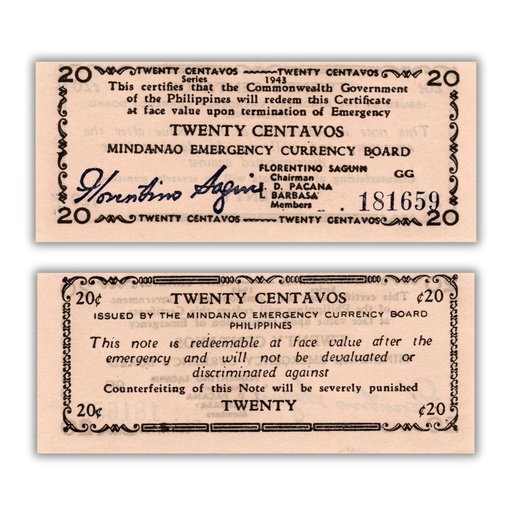 20 TWENTY CENTAVOS TWENTY CENTAVOS 20
Series 1943
This certifies that the Commonwealth Government
of the Philippines will redeem this Certificate
at face value upon termination of Emergency
TWENTY CENTAVOS
MINDANAO EMERGENCY CURRENCY BOARD
Florentino Saguin
FLORENTINO SAGUIN GG
Chairman
D. PACANA
L BARBASA
Members 181659
20 TWENTY CENTAVOS TWENTY CENTAVOS 20
20¢ TWENTY CENTAVOS ¢20
ISSUED BY THE MINDANAO EMERGENCY CURRENCY BOARD
PHILIPPINES
This note is redeemable at face value after the
emergency and will not be devaluated or
discriminated against
Counterfeiting of this Note will be severely punished
20¢ TWENTY ¢20